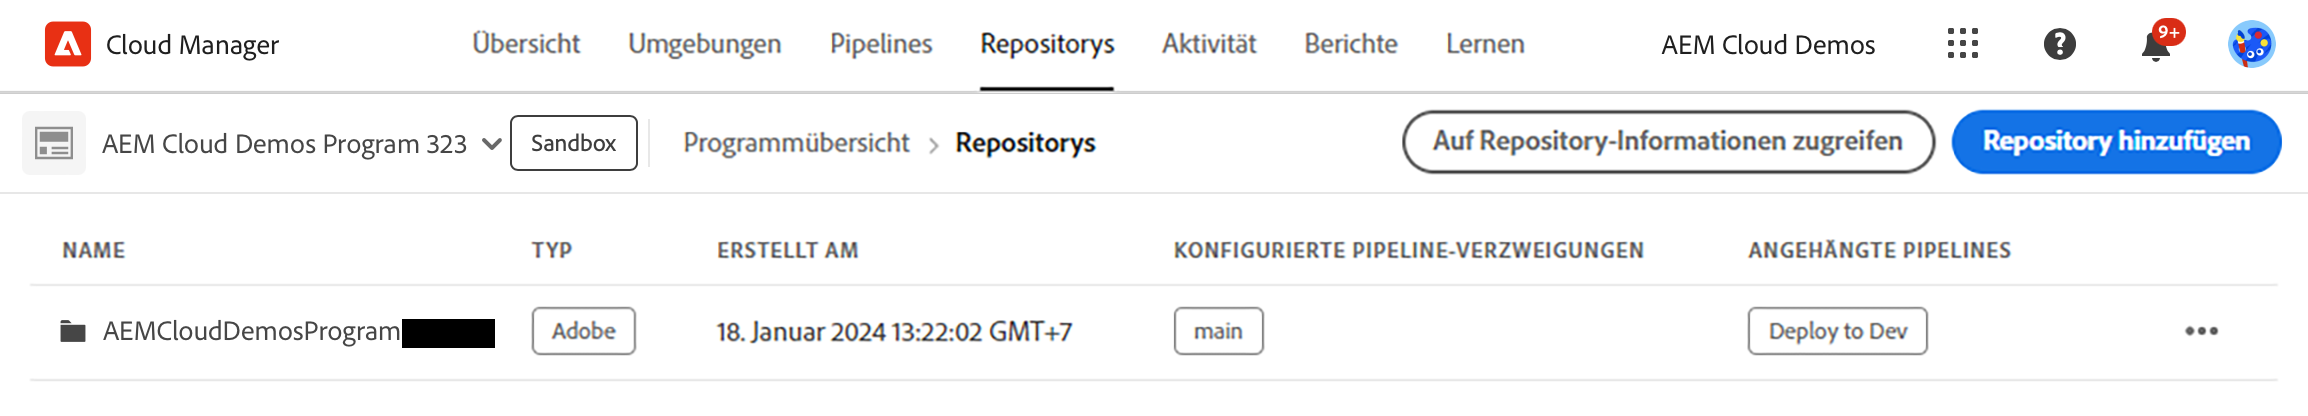 Cloud Manager Übersicht Umgebungen Pipelines Repositorys Aktivität Berichte Lernen AEM Cloud Demos ? 9+
AEM Cloud Demos Program 323 Sandbox Programmübersicht > Repositorys Auf Repository-Informationen zugreifen Repository hinzufügen
NAME TYP ERSTELLT AM KONFIGURIERTE PIPELINE-VERZWEIGUNGEN ANGEHÄNGTE PIPELINES
AEMCloudDemosProgram Adobe 18. Januar 2024 13:22:02 GMT+7 main Deploy to Dev •••